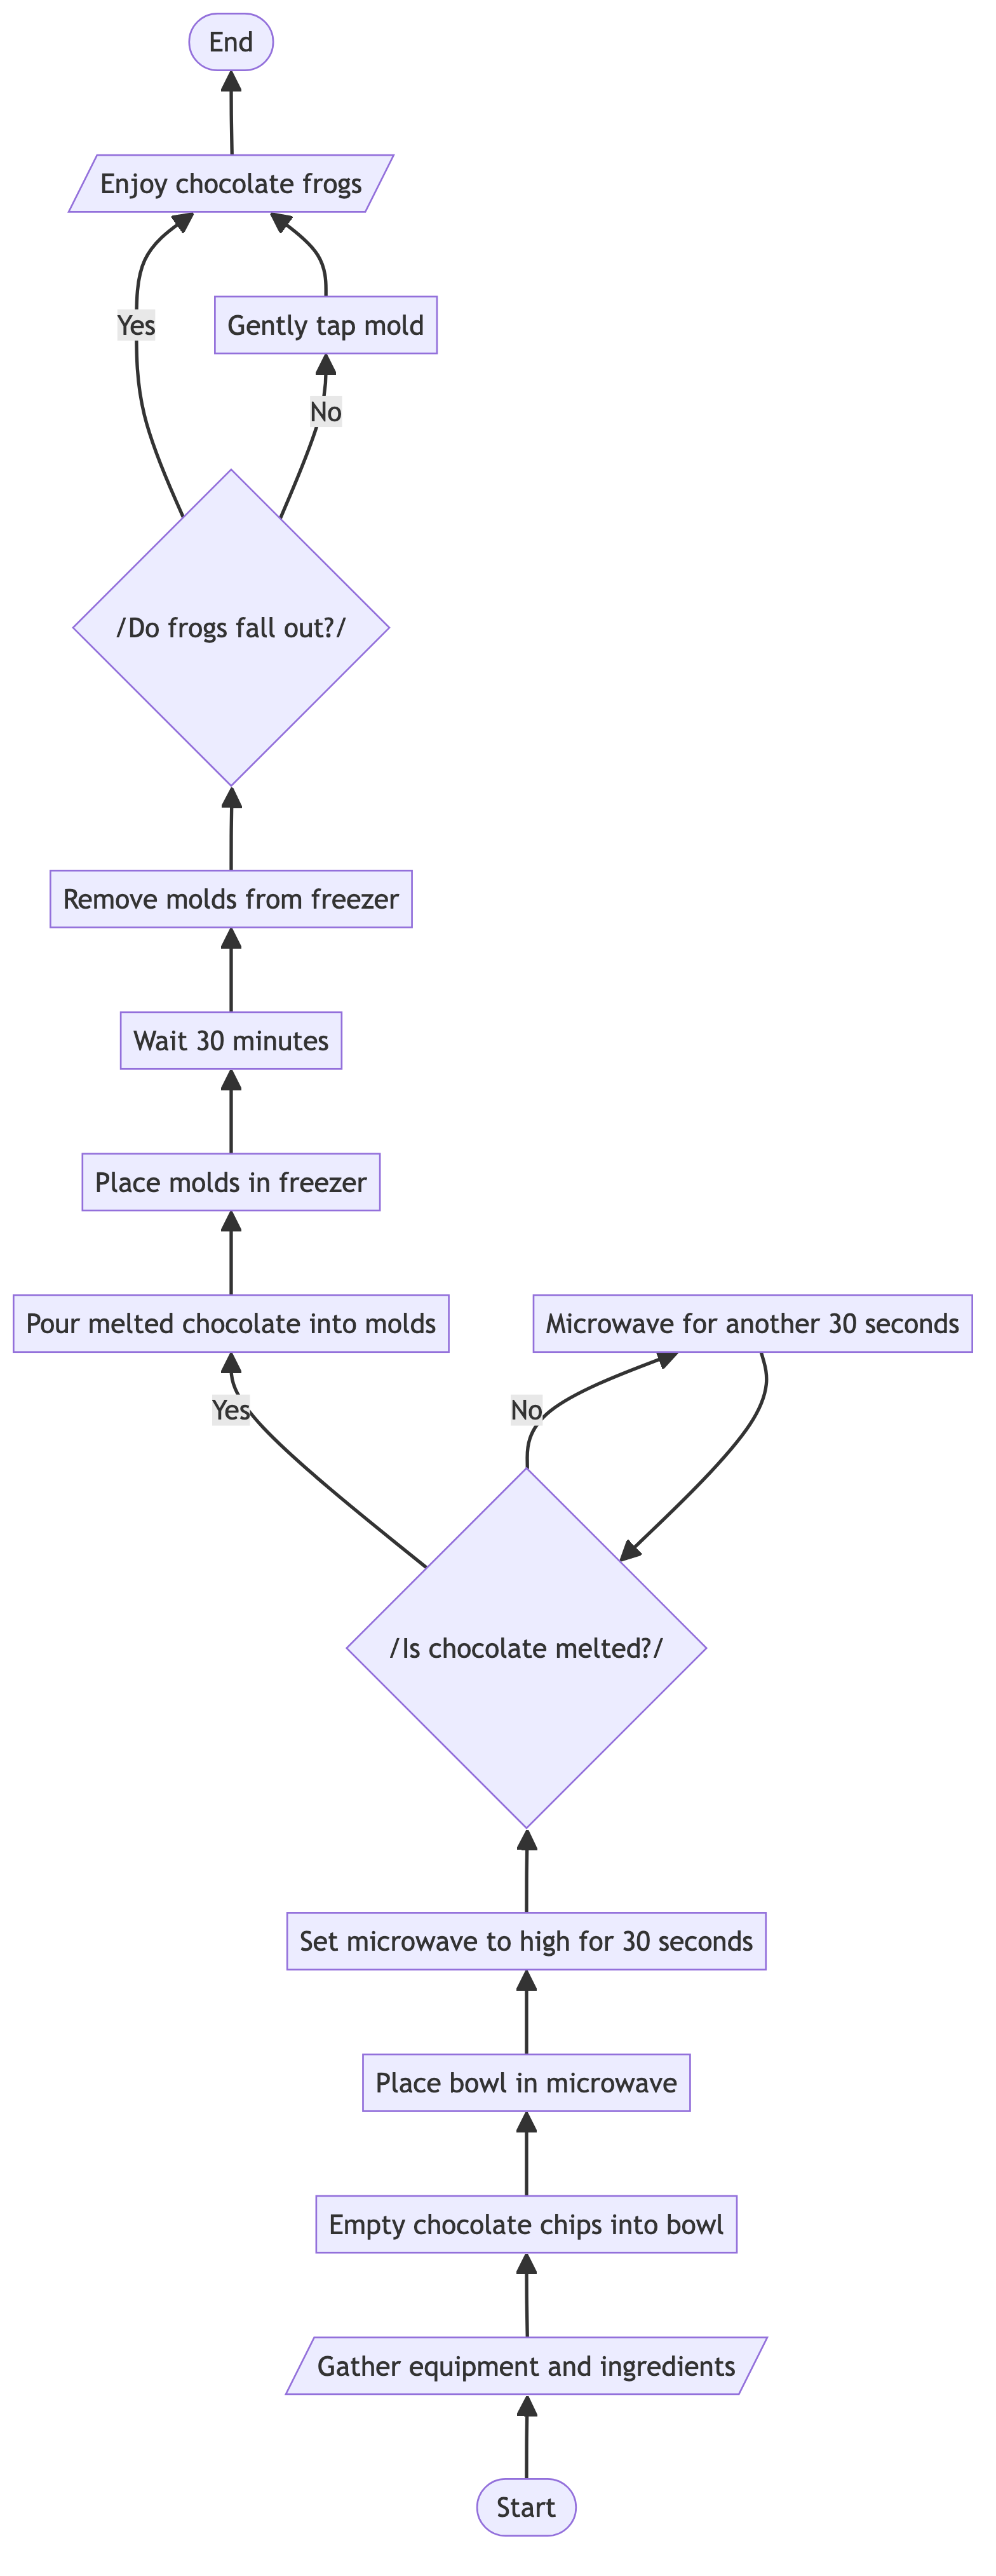 End
Enjoy chocolate frogs
Yes
Gently tap mold
No
/Do frogs fall out?/
Remove molds from freezer
Wait 30 minutes
Place molds in freezer
Pour melted chocolate into molds
Microwave for another 30 seconds
Yes
No
/Is chocolate melted?/
Set microwave to high for 30 seconds
Place bowl in microwave
Empty chocolate chips into bowl
Gather equipment and ingredients
Start